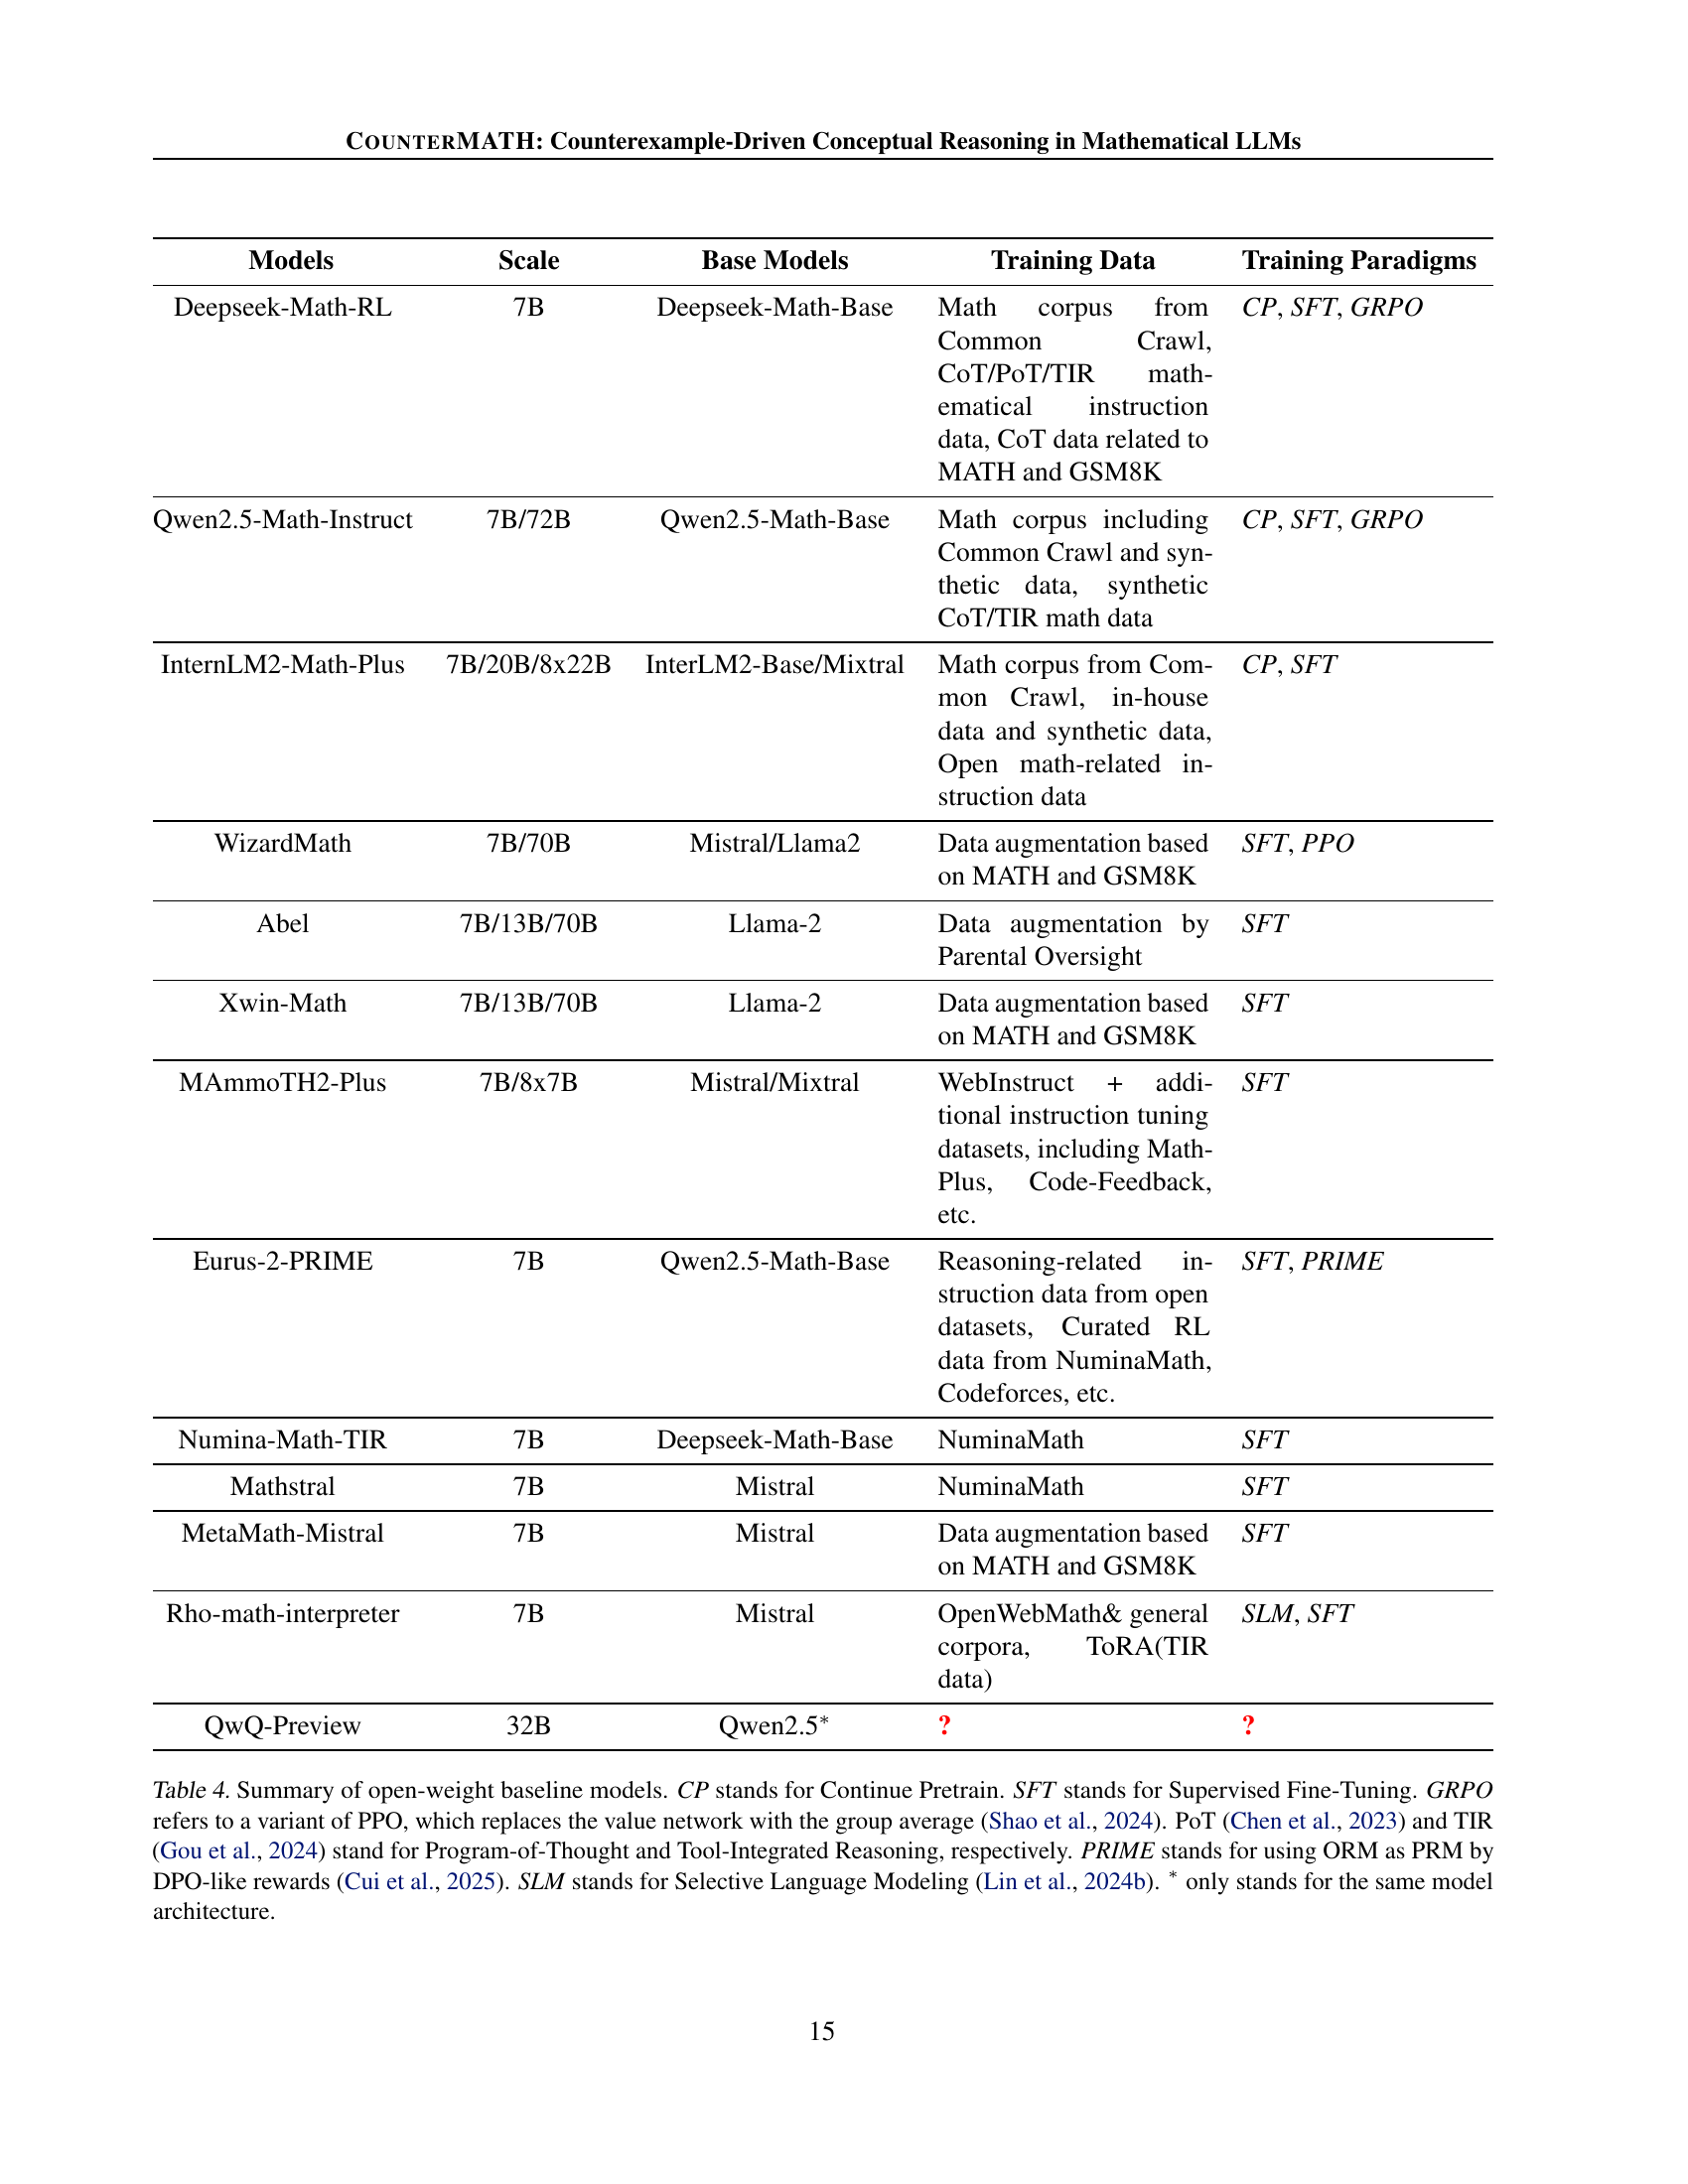 COUNTERMATH: Counterexample-Driven Conceptual Reasoning in Mathematical LLMs
Models Scale Base Models Training Data Training Paradigms
Deepseek-Math-RL 7B Deepseek-Math-Base Math corpus from CP, SFT, GRPO
Common Crawl,
CoT/PoT/TIR math-
ematical instruction
data, CoT data related to
MATH and GSM8K
Qwen2.5-Math-Instruct 7B/72B Qwen2.5-Math-Base Math corpus including CP, SFT, GRPO
Common Crawl and syn-
thetic data, synthetic
CoT/TIR math data
InternLM2-Math-Plus 7B/20B/8x22B InterLM2-Base/Mixtral Math corpus from Com- CP, SFT
mon Crawl, in-house
data and synthetic data,
Open math-related in-
struction data
WizardMath 7B/70B Mistral/Llama2 Data augmentation based SFT, PPO
on MATH and GSM8K
Abel 7B/13B/70B Llama-2 Data augmentation by SFT
Parental Oversight
Xwin-Math 7B/13B/70B Llama-2 Data augmentation based SFT
on MATH and GSM8K
MAmmoTH2-Plus 7B/8x7B Mistral/Mixtral WebInstruct + addi- SFT
tional instruction tuning
datasets, including Math-
Plus, Code-Feedback,
etc.
Eurus-2-PRIME 7B Qwen2.5-Math-Base Reasoning-related in- SFT, PRIME
struction data from open
datasets, Curated RL
data from NuminaMath,
Codeforces, etc.
Numina-Math-TIR 7B Deepseek-Math-Base NuminaMath SFT
Mathstral 7B Mistral NuminaMath SFT
MetaMath-Mistral 7B Mistral Data augmentation based SFT
on MATH and GSM8K
Rho-math-interpreter 7B Mistral OpenWebMath& general SLM, SFT
corpora, ToRA(TIR
data)
QwQ-Preview 32B Qwen2.5* ? ?
Table 4. Summary of open-weight baseline models. CP stands for Continue Pretrain. SFT stands for Supervised Fine-Tuning. GRPO
refers to a variant of PPO, which replaces the value network with the group average (Shao et al., 2024). PoT (Chen et al., 2023) and TIR
(Gou et al., 2024) stand for Program-of-Thought and Tool-Integrated Reasoning, respectively. PRIME stands for using ORM as PRM by
DPO-like rewards (Cui et al., 2025). SLM stands for Selective Language Modeling (Lin et al., 2024b). * only stands for the same model
architecture.
15